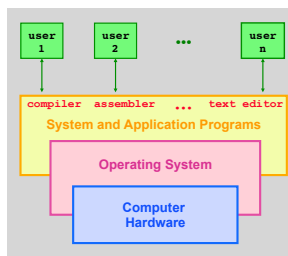 user user user
1 2 ... n
compiler assembler ... text editor
System and Application Programs
Operating System
Computer
Hardware